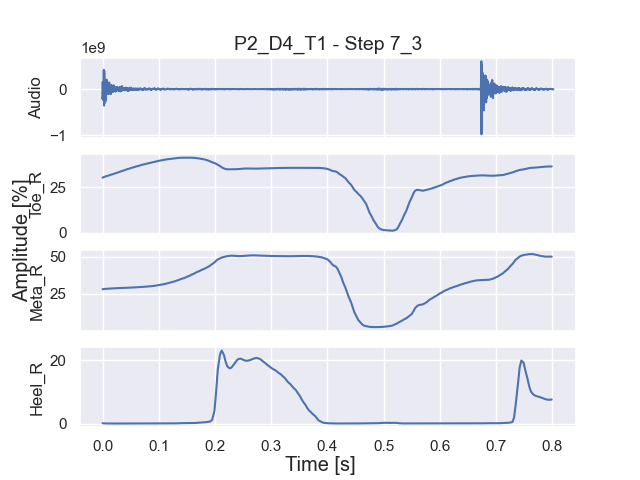 P2_D4_T1 - Step 7_3
1e9
0
−1
Audio
25
0
Toe_R
Amplitude [%]
50
25
Meta_R
20
0
Heel_R
0.0 0.1 0.2 0.3 0.4 0.5 0.6 0.7 0.8
Time [s]